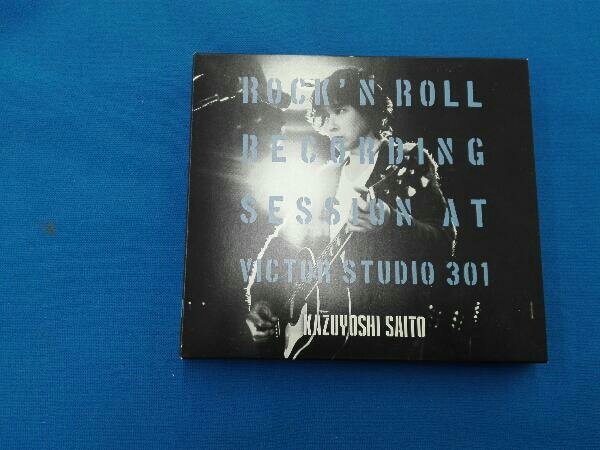 ROCK'N ROLL
RECORDING
SESSION AT
VICTOR STUDIO 301
KAZUYOSHI SAITO